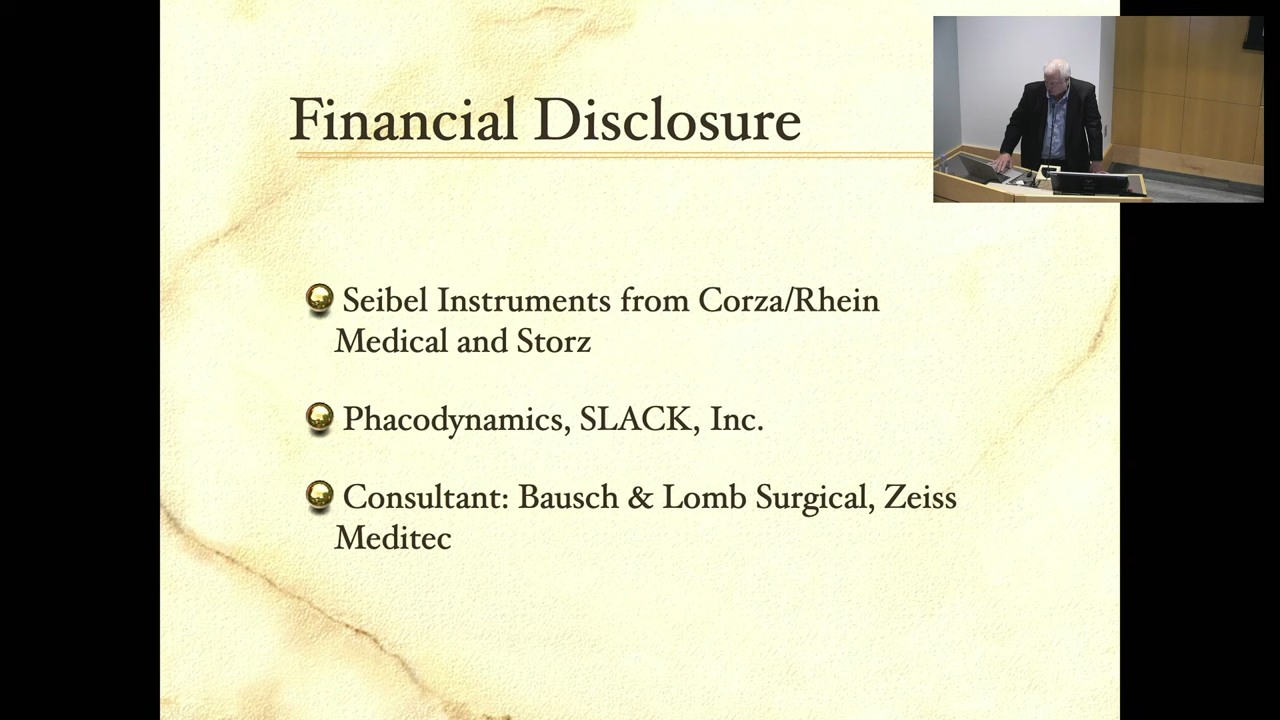 Financial Disclosure
Seibel Instruments from Corza/Rhein
Medical and Storz
Phacodynamics, SLACK, Inc.
Consultant: Bausch & Lomb Surgical, Zeiss
Meditec